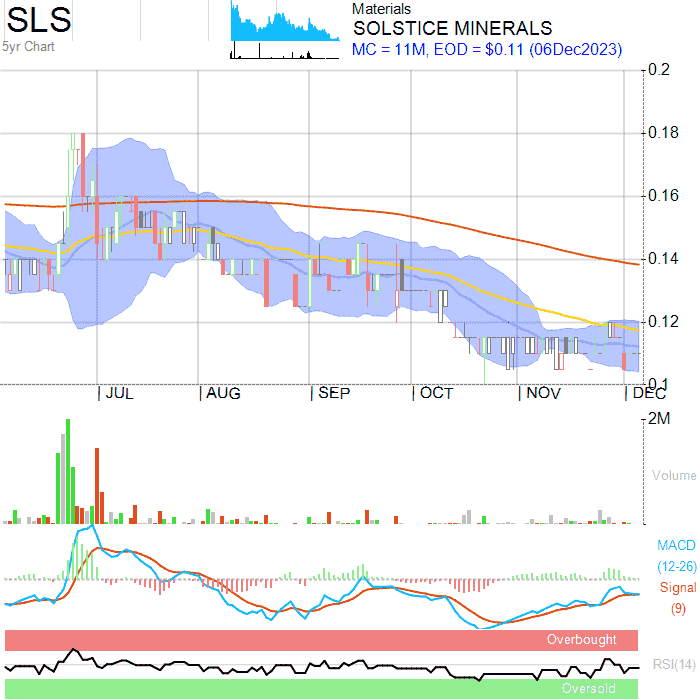 SLS
5yr Chart
Materials
SOLSTICE MINERALS
MC = 11M, EOD = $0.11 (06Dec2023)
0.2
0.18
0.16
0.14
0.12
0.1
JUL AUG SEP OCT NOV DEC
2M
Volume
MACD
(12-26)
Signal
(9)
Overbought
RSI(14)
Oversold